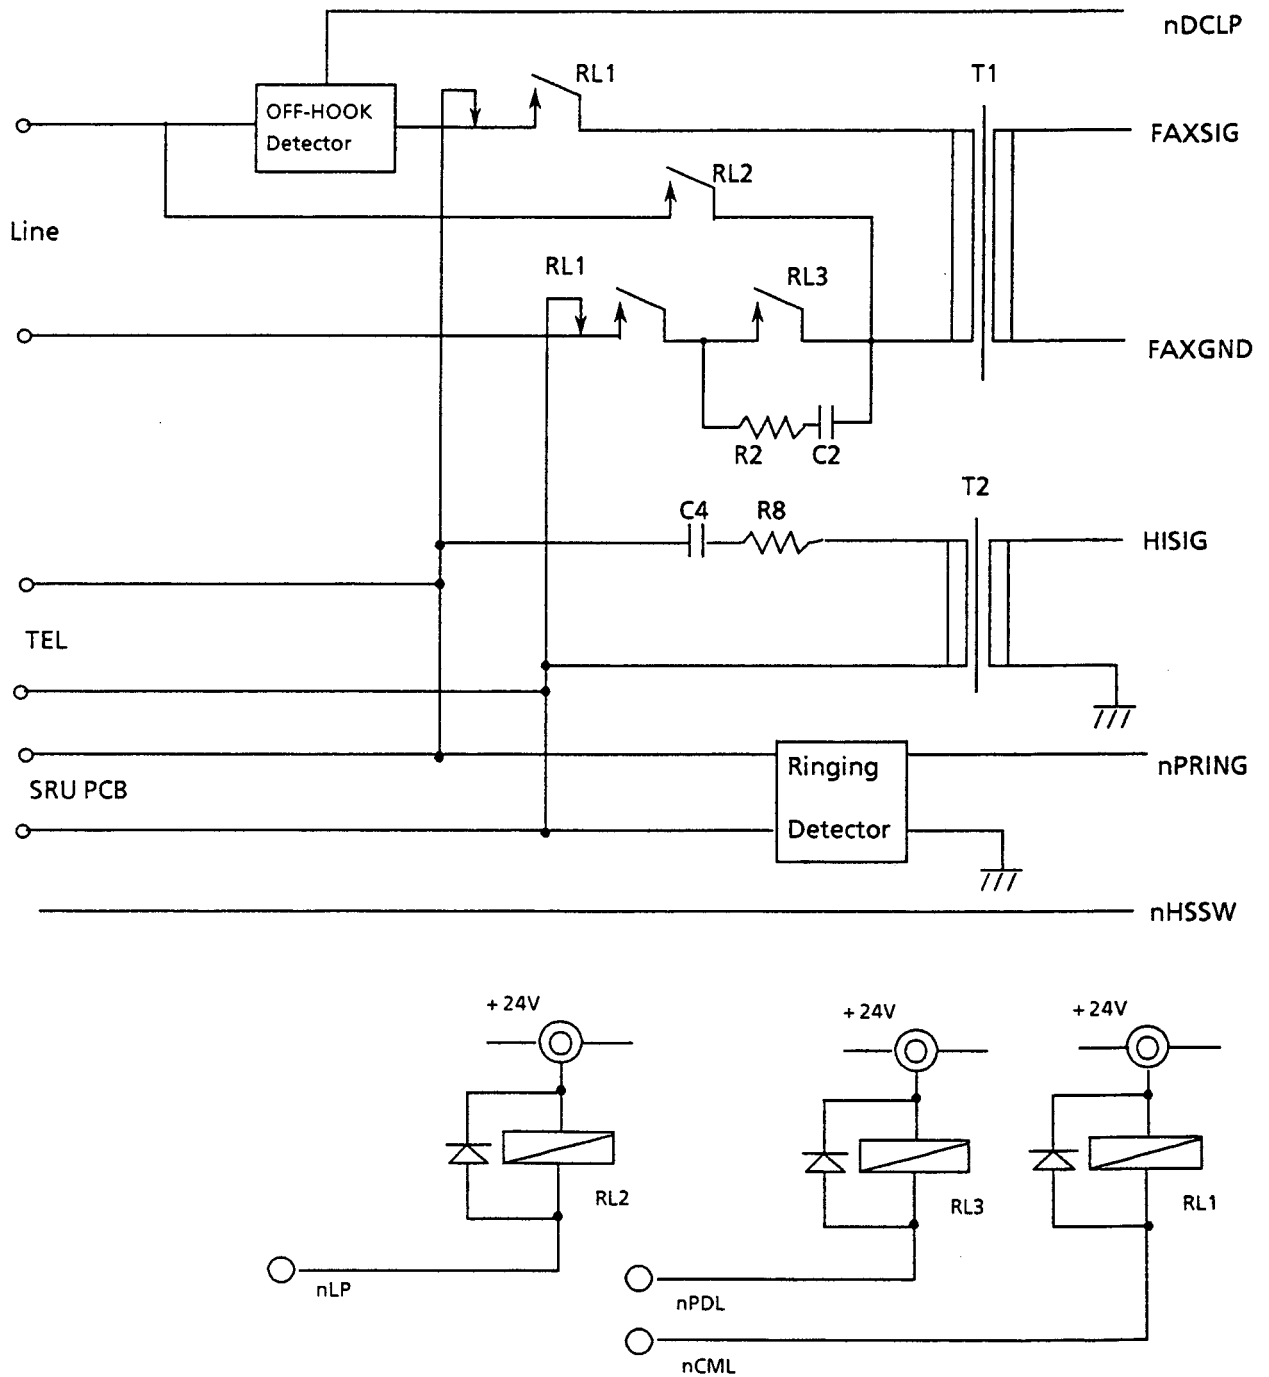 nDCLP
RL1
T1
OFF-HOOK
Detector
FAXSIG
RL2
Line
RL1
RL3
FAXGND
R2
C2
T2
C4
R8
HISIG
TEL
Ringing
Detector
nPRING
SRU PCB
nHSSW
+24V
+24V
+24V
RL2
RL3
RL1
nLP
nPDL
nCML